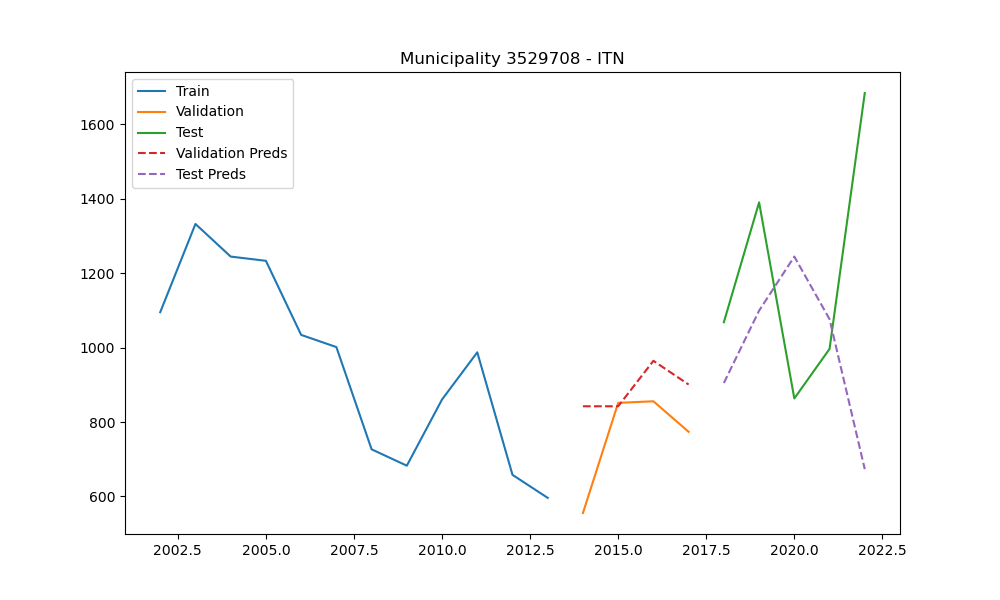 Municipality 3529708 - ITN
Train
Validation
Test
Validation Preds
Test Preds
1600
1400
1200
1000
800
600
2002.5 2005.0 2007.5 2010.0 2012.5 2015.0 2017.5 2020.0 2022.5